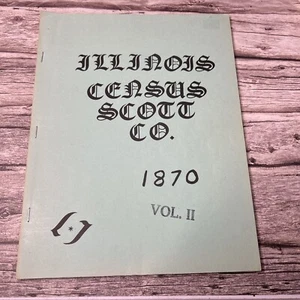 ILLINOIS
CENSUS
SCOTT
CO.
1870
VOL. II